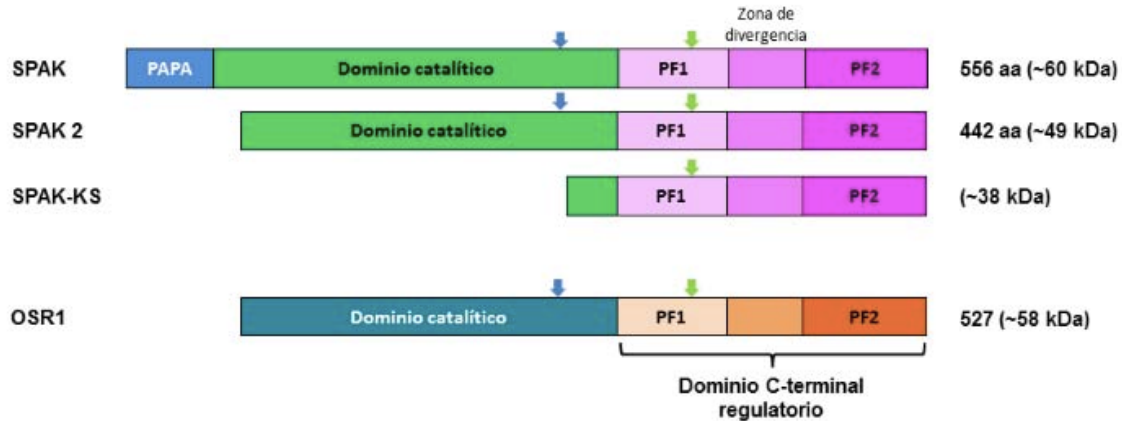 Zona de
divergencia
SPAK PAPA Dominio catalítico PF1 PF2 556 aa (~60 kDa)
SPAK 2 Dominio catalítico PF1 PF2 442 aa (~49 kDa)
SPAK-KS PF1 PF2 (~38 kDa)
OSR1 Dominio catalítico PF1 PF2 527 (~58 kDa)
Dominio C-terminal
regulatorio